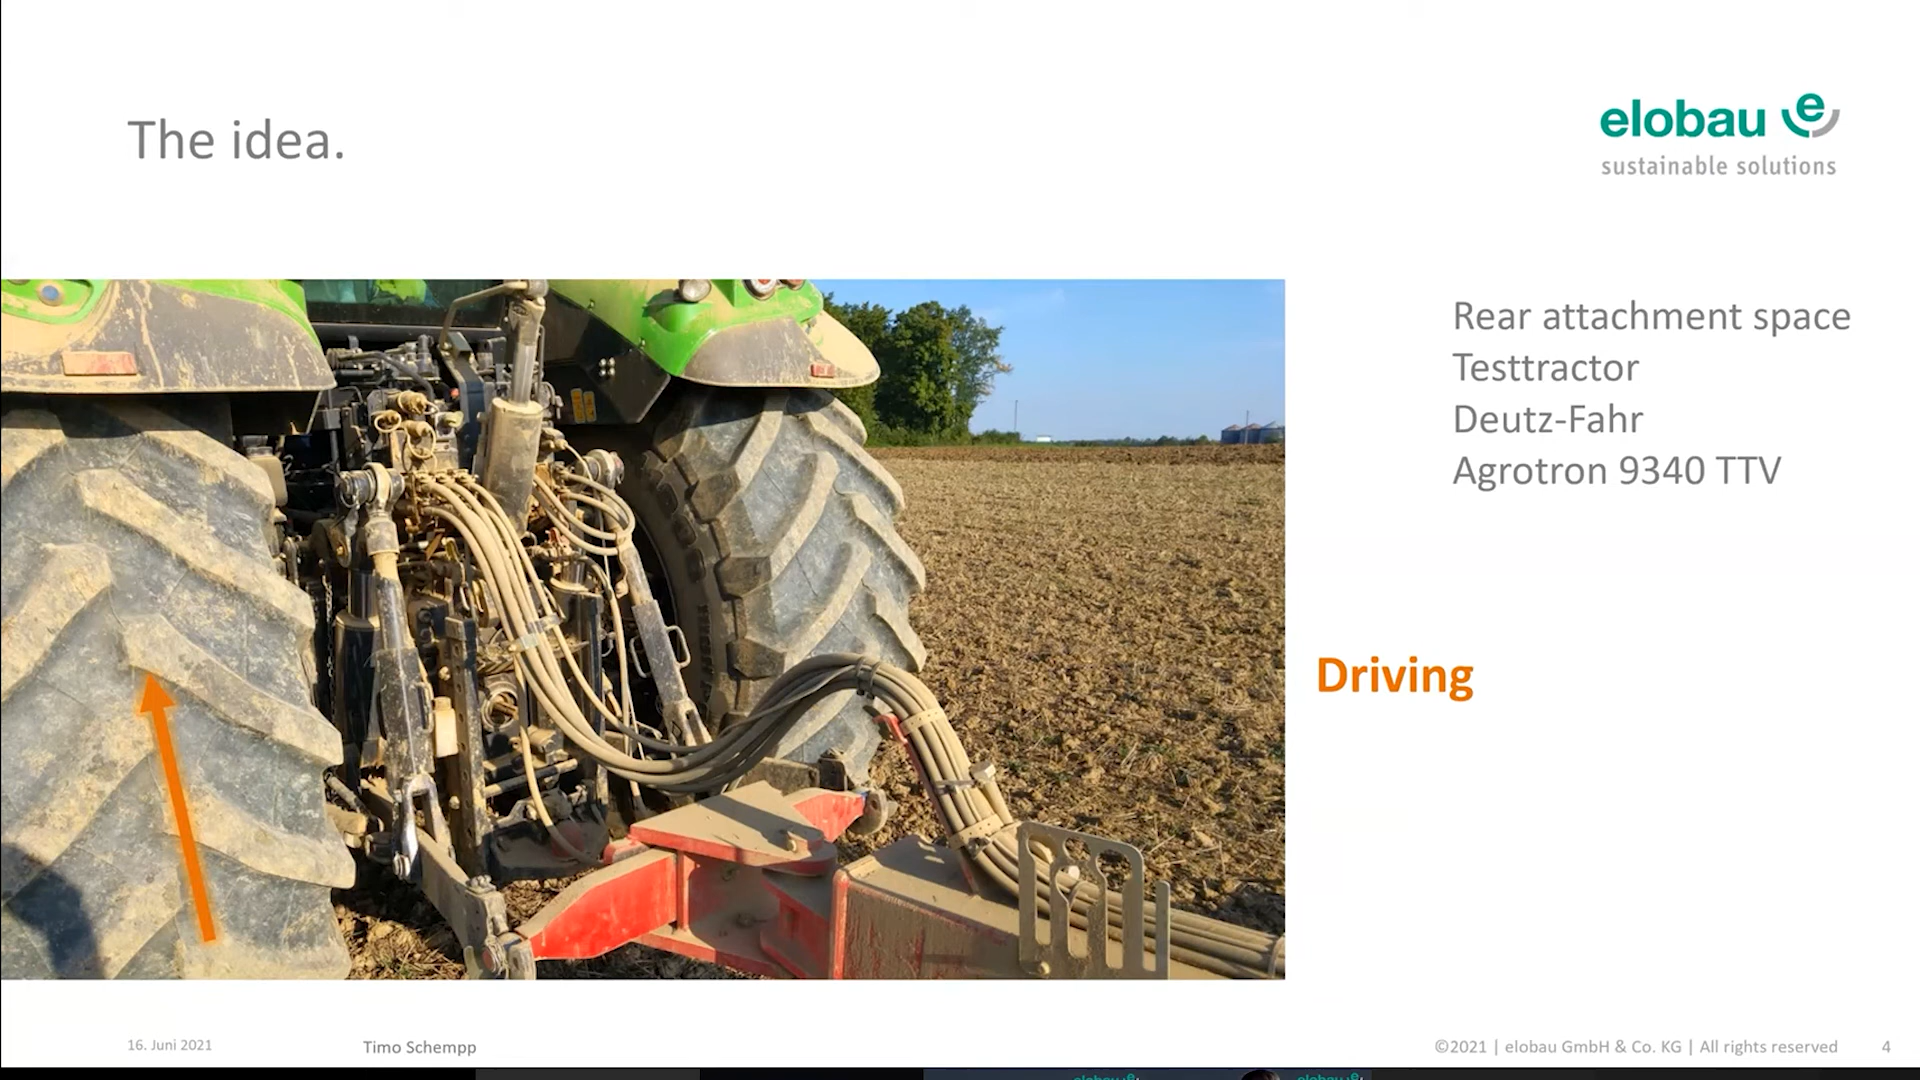 The idea.
elobau e
sustainable solutions
Rear attachment space
Testtractor
Deutz-Fahr
Agrotron 9340 TTV
Driving
16. Juni 2021
Timo Schempp
©2021 | elobau GmbH & Co. KG | All rights reserved
4